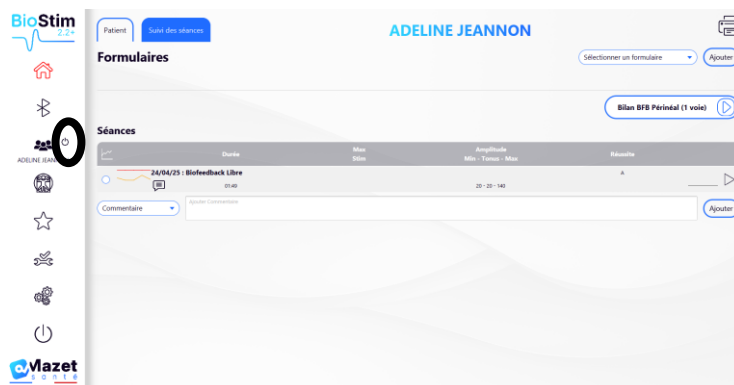 BioStim
2.2+
Patient
Suivi des séances
ADELINE JEANNON
Formulaires
Sélectionner un formulaire
Ajouter
Bilan BFB Périnéal (1 voie)
Séances
ADELINE JEAN
Durée
Max
Stim
Amplitude
Min - Tonus - Max
Réussite
24/04/25 : Biofeedback Libre
01:49
20 - 20 - 140
Commentaire
Ajouter Commentaire
Ajouter
Mazet
santé